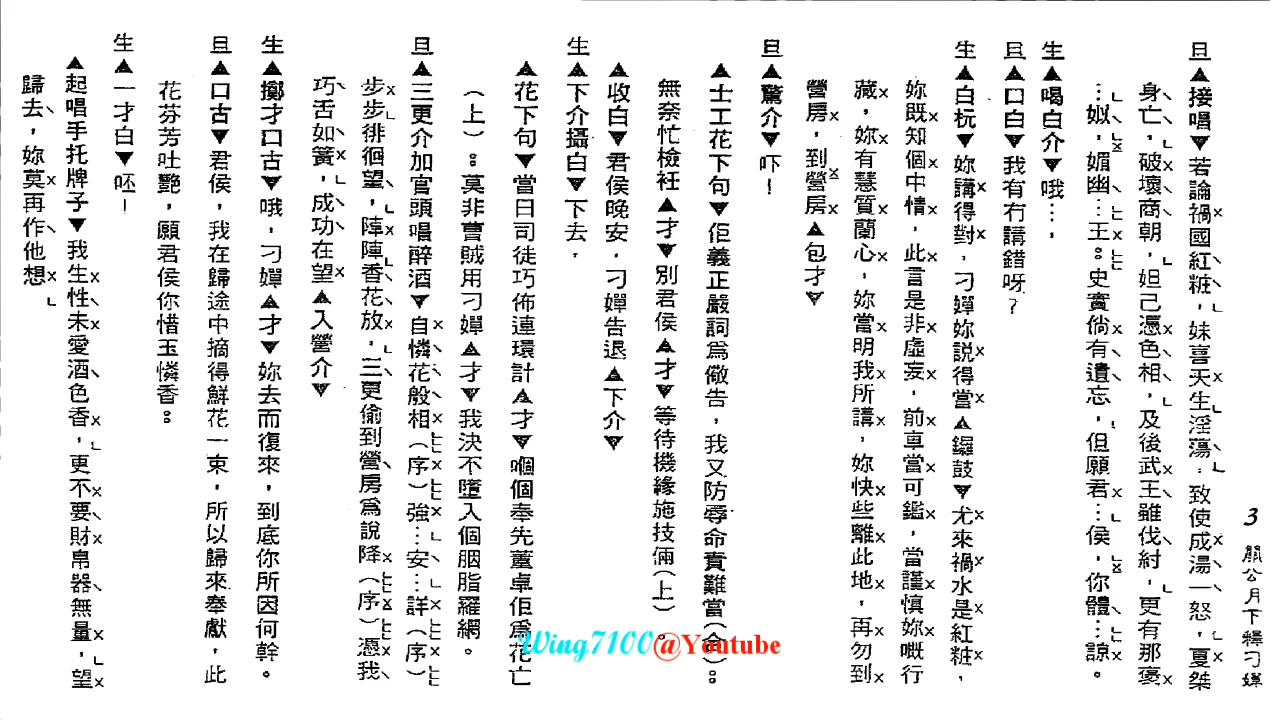 3 關公月下釋刁嬋
旦▲接唱▼若論禍國紅粧，妹喜天生淫蕩，致使成湯一怒，夏桀
身亡，破壞商朝，妲己憑色相，及後武王雖伐紂，更有那褒
…姒，媚幽…王。史實倘有遺忘，但願君…侯，你體…諒。
生▲喝白介▼哦…，
旦▲口白▼我有冇講錯呀？
生▲白杬▼妳講得對，刁嬋妳説得當▲鑼鼓▼尤來禍水是紅粧，
妳既知個中情，此言是非虛妄，前車當可鑑，當謹慎妳嘅行
藏，妳有慧質蘭心，妳當明我所講，妳快些離此地，再勿到
營房，到營房▲包才▼
旦▲驚介▼吓！
▲士工花下句▼佢義正嚴詞爲儆告，我又防辱命責難當（合）。
無奈忙檢衽▲才▼別君侯▲才▼等待機緣施技倆（上）。
▲收白▼君侯晚安，刁嬋告退▲下介▼
生▲下介攝白▼下去，
▲花下句▼當日司徒巧佈連環計▲才▼嗰個奉先董卓佢爲花亡
（上）。莫非曹賊用刁嬋▲才▼我決不墮入個胭脂羅網。
旦▲三更介加官頭唱醉酒▼自憐花般相（序）強…安…詳（序）
步步徘徊望，陣陣香花放，三更偷到營房爲說降（序）憑我
巧舌如簧，成功在望▲入營介▼
生▲擲才口古▼哦，刁嬋▲才▼妳去而復來，到底你所因何幹。
旦▲口古▼君侯，我在歸途中摘得鮮花一束，所以歸來奉獻，此
花芬芳吐艷，願君侯你惜玉憐香。
生▲一才白▼呸！
▲起唱手托牌子▼我生性未愛酒色香，更不要財帛器無量，望
歸去，妳莫再作他想。
Wing7100@Youtube